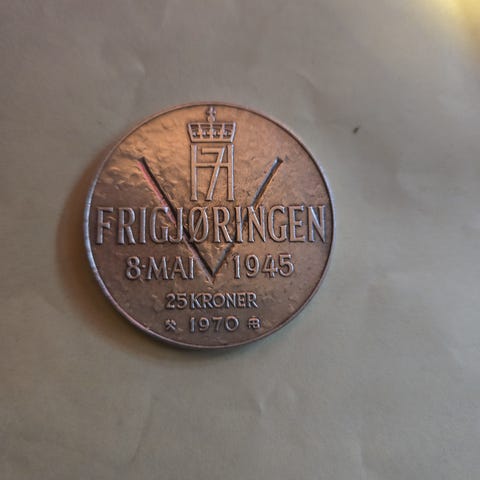 FRIGJØRINGEN
8·MAI 1945
25 KRONER
1970